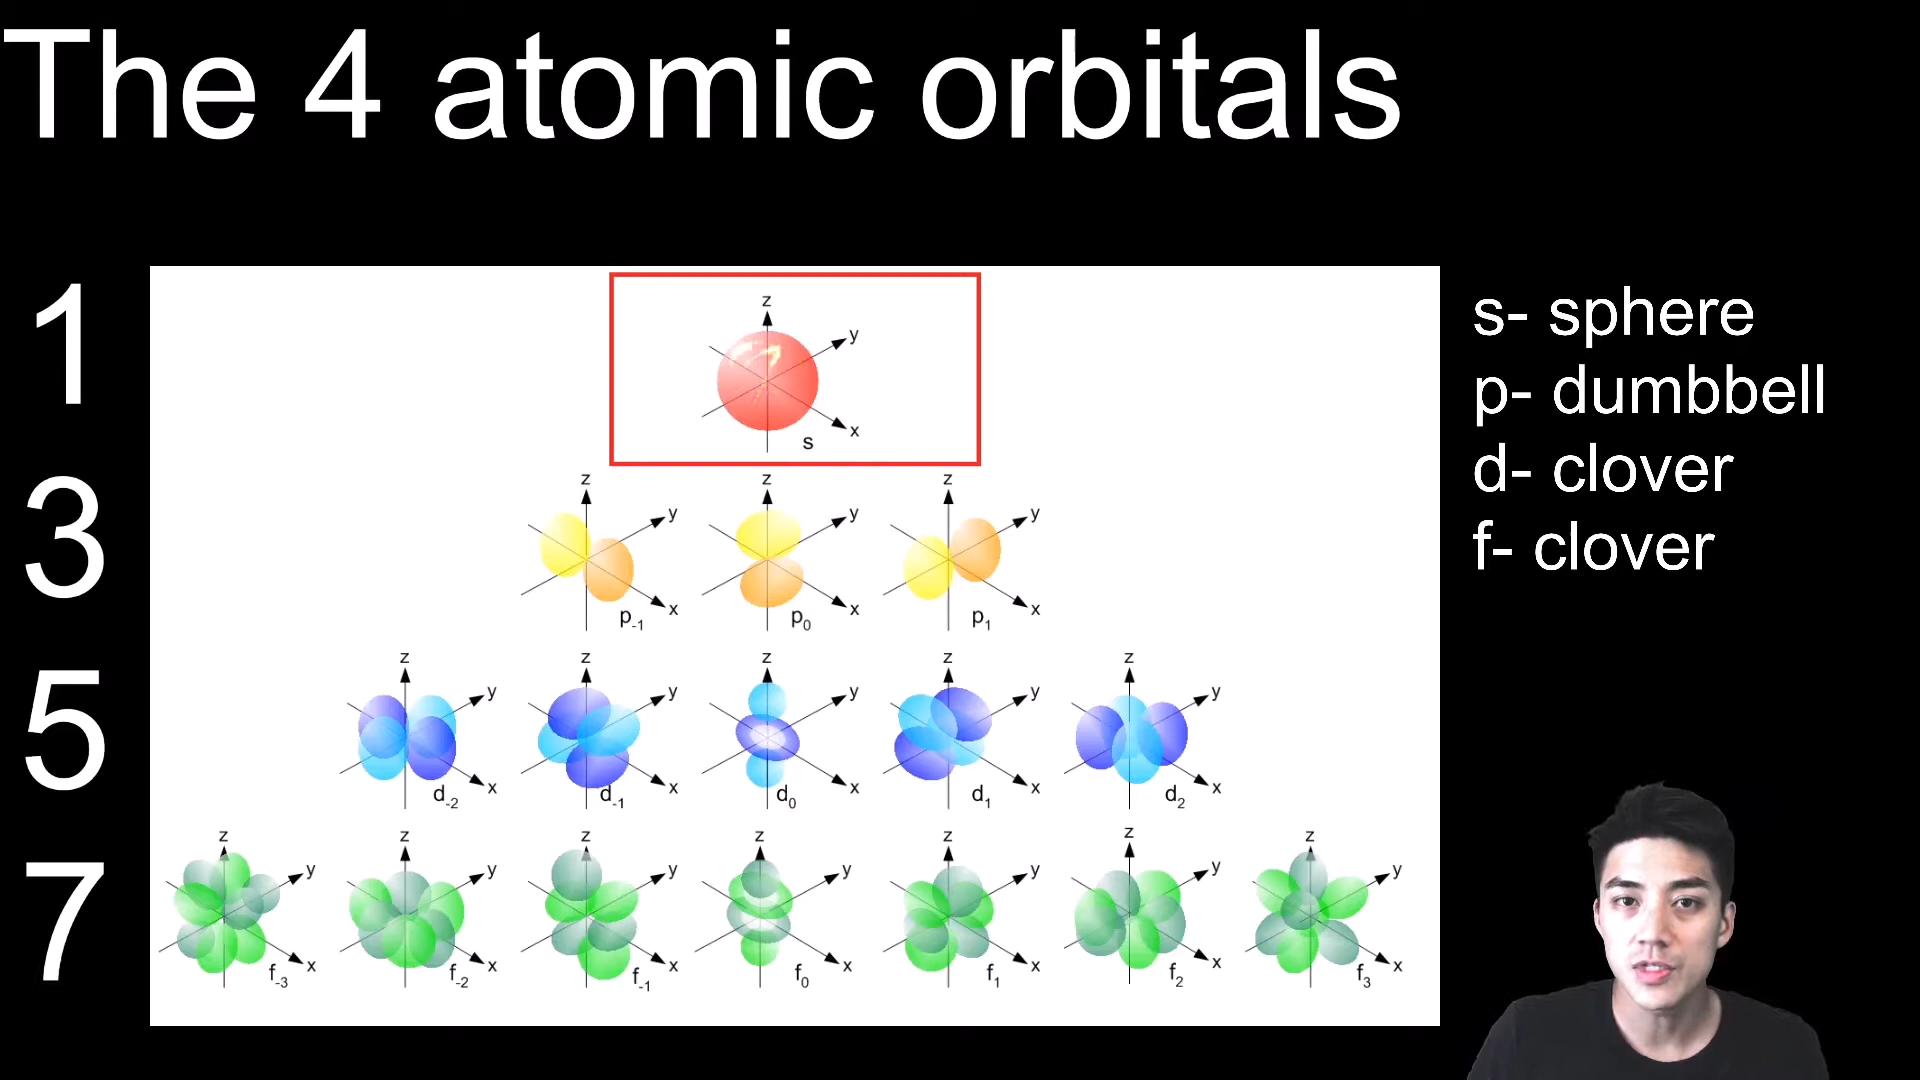 The 4 atomic orbitals
1
3
5
7
s- sphere
p- dumbbell
d- clover
f- clover
z
y
x
s
z y x p-1
z y x p0
z y x p1
z y x d-2
z y x d-1
z y x d0
z y x d1
z y x d2
z y x f-3
z y x f-2
z y x f-1
z y x f0
z y x f1
z y x f2
z y x f3